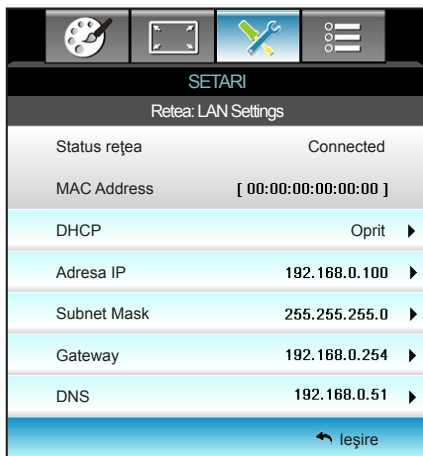 SETARI
Retea: LAN Settings
Status reţea Connected
MAC Address [ 00:00:00:00:00:00 ]
DHCP Oprit
Adresa IP 192.168.0.100
Subnet Mask 255.255.255.0
Gateway 192.168.0.254
DNS 192.168.0.51
Ieşire